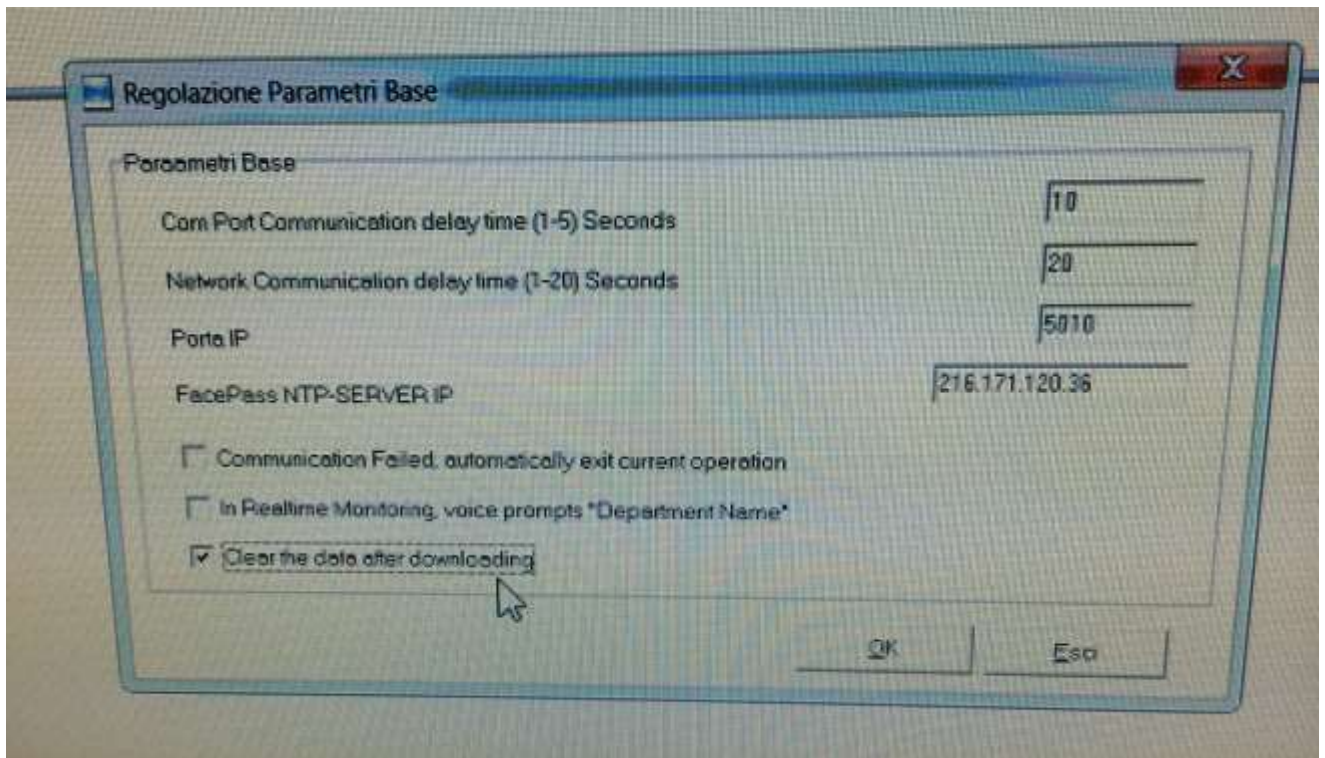 Regolazione Parametri Base
Paraametri Base
Com Port Communication delay time (1-5) Seconds
10
Network Communication delay time (1-20) Seconds
20
Porta IP
5010
FacePass NTP-SERVER IP
216.171.120.36
Communication Failed, automatically exit current operation
In Realtime Monitoring, voice prompts "Department Name"
Clear the data after downloading
OK
Esci